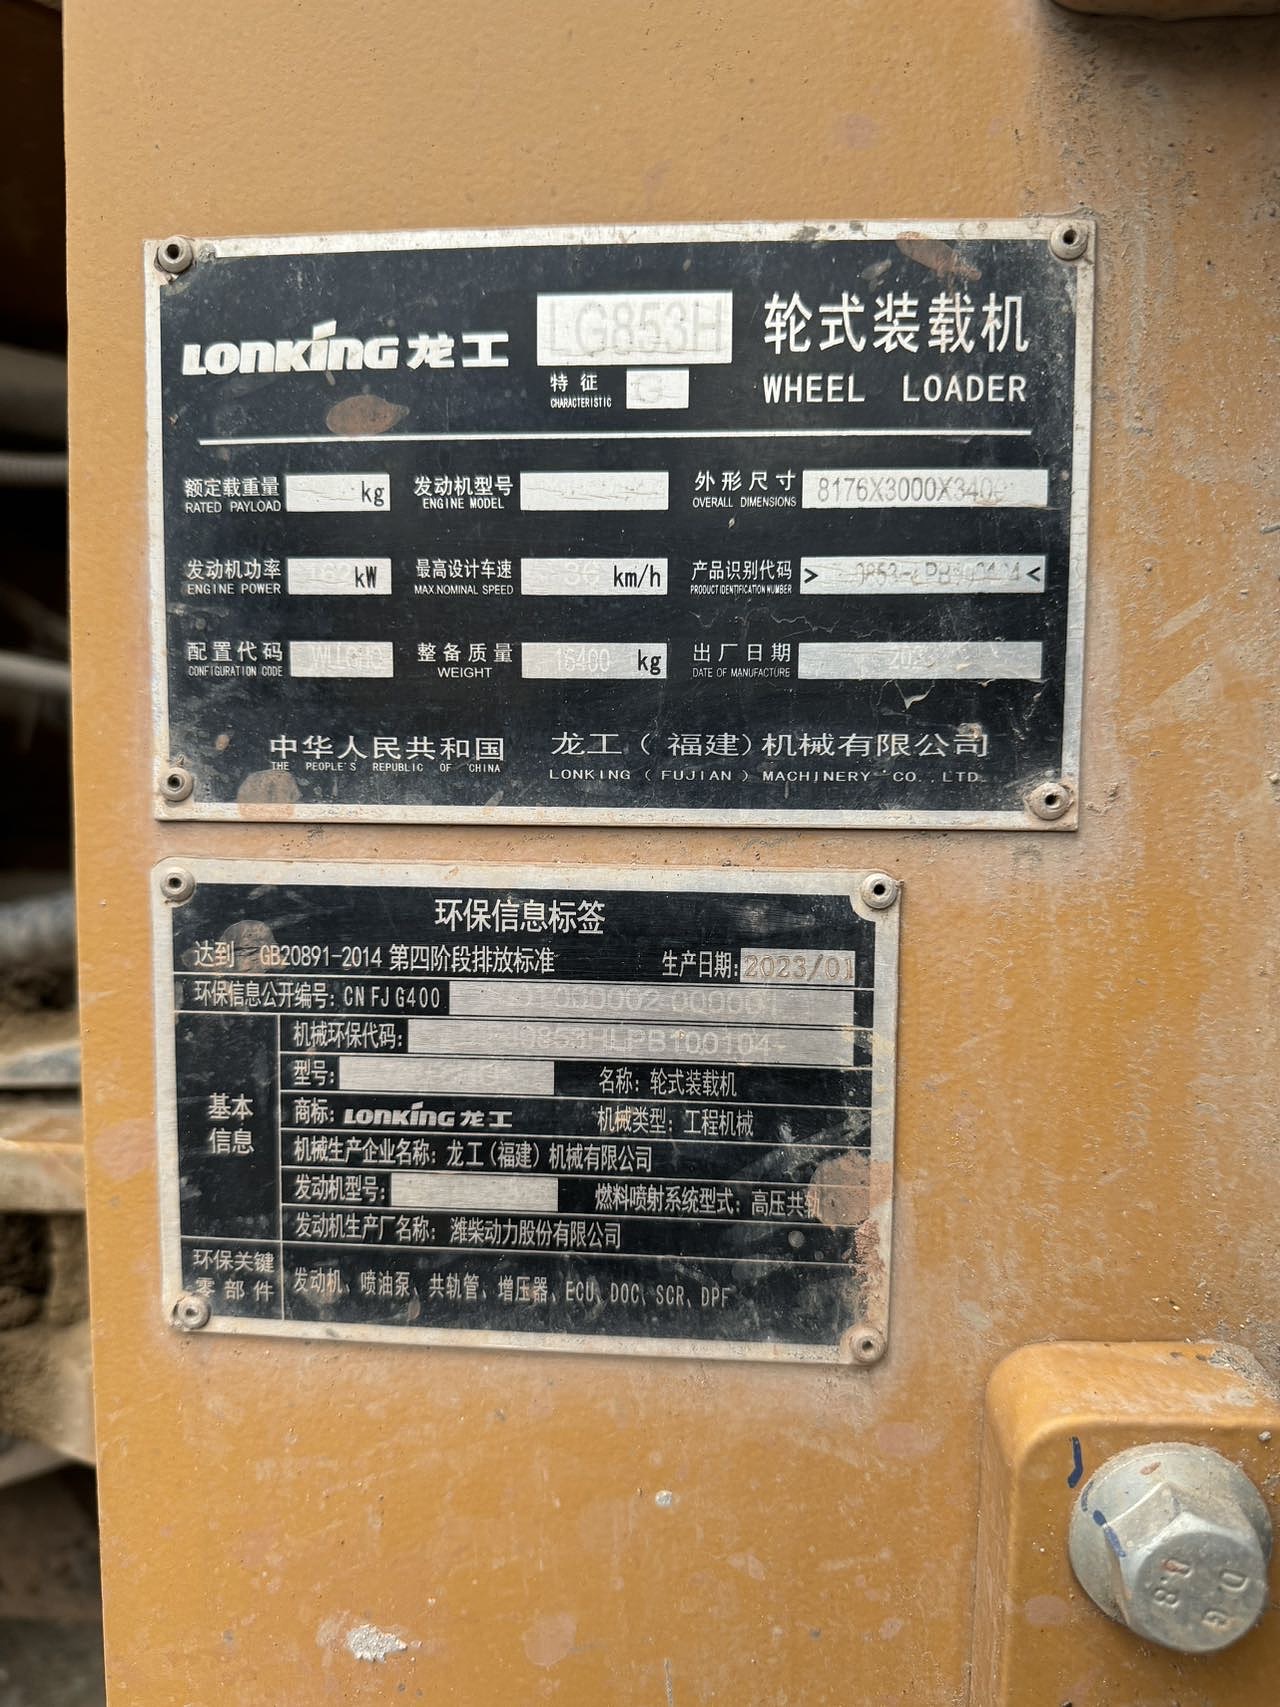 LONKING 龙工 LG853H 轮式装载机
特征 G WHEEL LOADER
CHARACTERISTIC
额定载重量 kg 发动机型号 外形尺寸 8176X3000X340
RATED PAYLOAD ENGINE MODEL OVERALL DIMENSIONS
发动机功率 162 kW 最高设计车速 36 km/h 产品识别代码 > <
ENGINE POWER MAX.NOMINAL SPEED PRODUCT IDENTIFICATION NUMBER
配置代码 整备质量 16400 kg 出厂日期
CONFIGURATION CODE WEIGHT DATE OF MANUFACTURE
中华人民共和国 龙工（福建）机械有限公司
THE PEOPLE'S REPUBLIC OF CHINA LONKING ( FUJIAN ) MACHINERY CO.,LTD.
环保信息标签
达到 GB20891-2014 第四阶段排放标准 生产日期: 2023/01
环保信息公开编号: CN FJ G400 000002 000001
机械环保代码: 0853HLPB100104
型号: 名称: 轮式装载机
基本信息
商标: LONKING 龙工 机械类型: 工程机械
机械生产企业名称: 龙工（福建）机械有限公司
发动机型号: 燃料喷射系统型式: 高压共轨
发动机生产厂名称: 潍柴动力股份有限公司
环保关键零部件 发动机、喷油泵、共轨管、增压器、ECU、DOC、SCR、DPF
D G
8.8